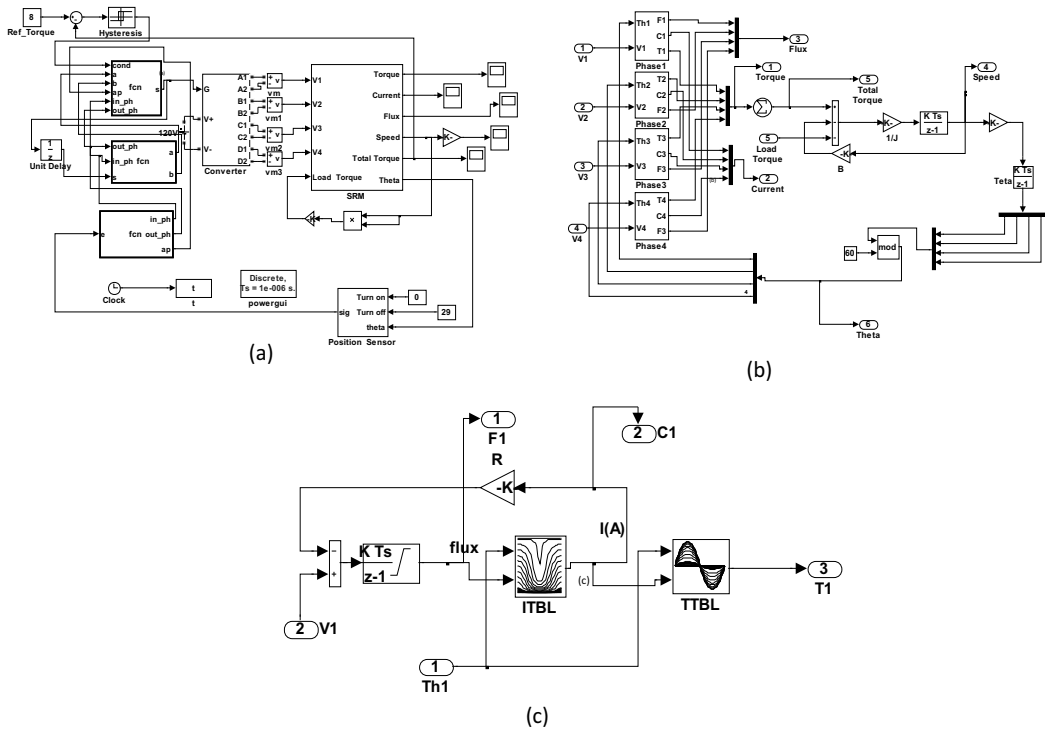 8
Ref_Torque
Hysteresis
cond
a
b
ap
in_ph
out_ph
fcn
s
1
z
Unit Delay
out_ph
in_ph fcn
s
a
b
e
fcn
in_ph
out_ph
ap
120V
G
V+
V-
A1
A2
B1
B2
C1
C2
D1
D2
Converter
+
-
v
vm
+
-
v
vm1
+
-
v
vm2
+
-
v
vm3
V1
V2
V3
V4
Load Torque
Torque
Current
Flux
Speed
Total Torque
Theta
SRM
K-
-K
×
Clock
t
t
Discrete,
Ts = 1e-006 s.
powergui
sig
Turn on
Turn off
theta
Position Sensor
0
29
(a)
1
V1
2
V2
3
V3
4
V4
Th1
V1
F1
C1
T1
Phase1
Th2
V2
T2
C2
F2
Phase2
Th3
V3
T3
C3
F3
Phase3
Th4
V4
T4
C4
F3
Phase4
3
Flux
1
Torque
2
Current
Σ
5
Total
Torque
5
Load
Torque
-K
B
K-
1/J
K Ts
z-1
4
Speed
K-
Teta
K Ts
z-1
60
mod
4
6
Theta
(b)
1
F1
R
-K
2
C1
I(A)
−
+
K Ts
z-1
flux
ITBL
(c)
TTBL
3
T1
2
V1
1
Th1
(c)